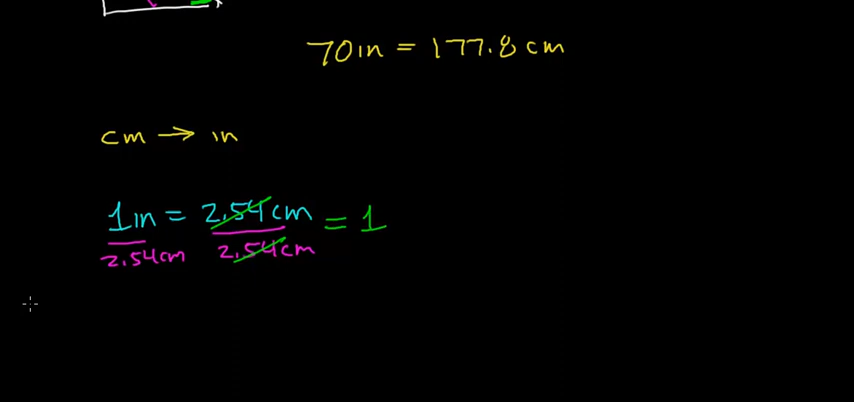 70in = 177.8cm
cm → in
1in = 2.54cm = 1
2.54cm 2.54cm